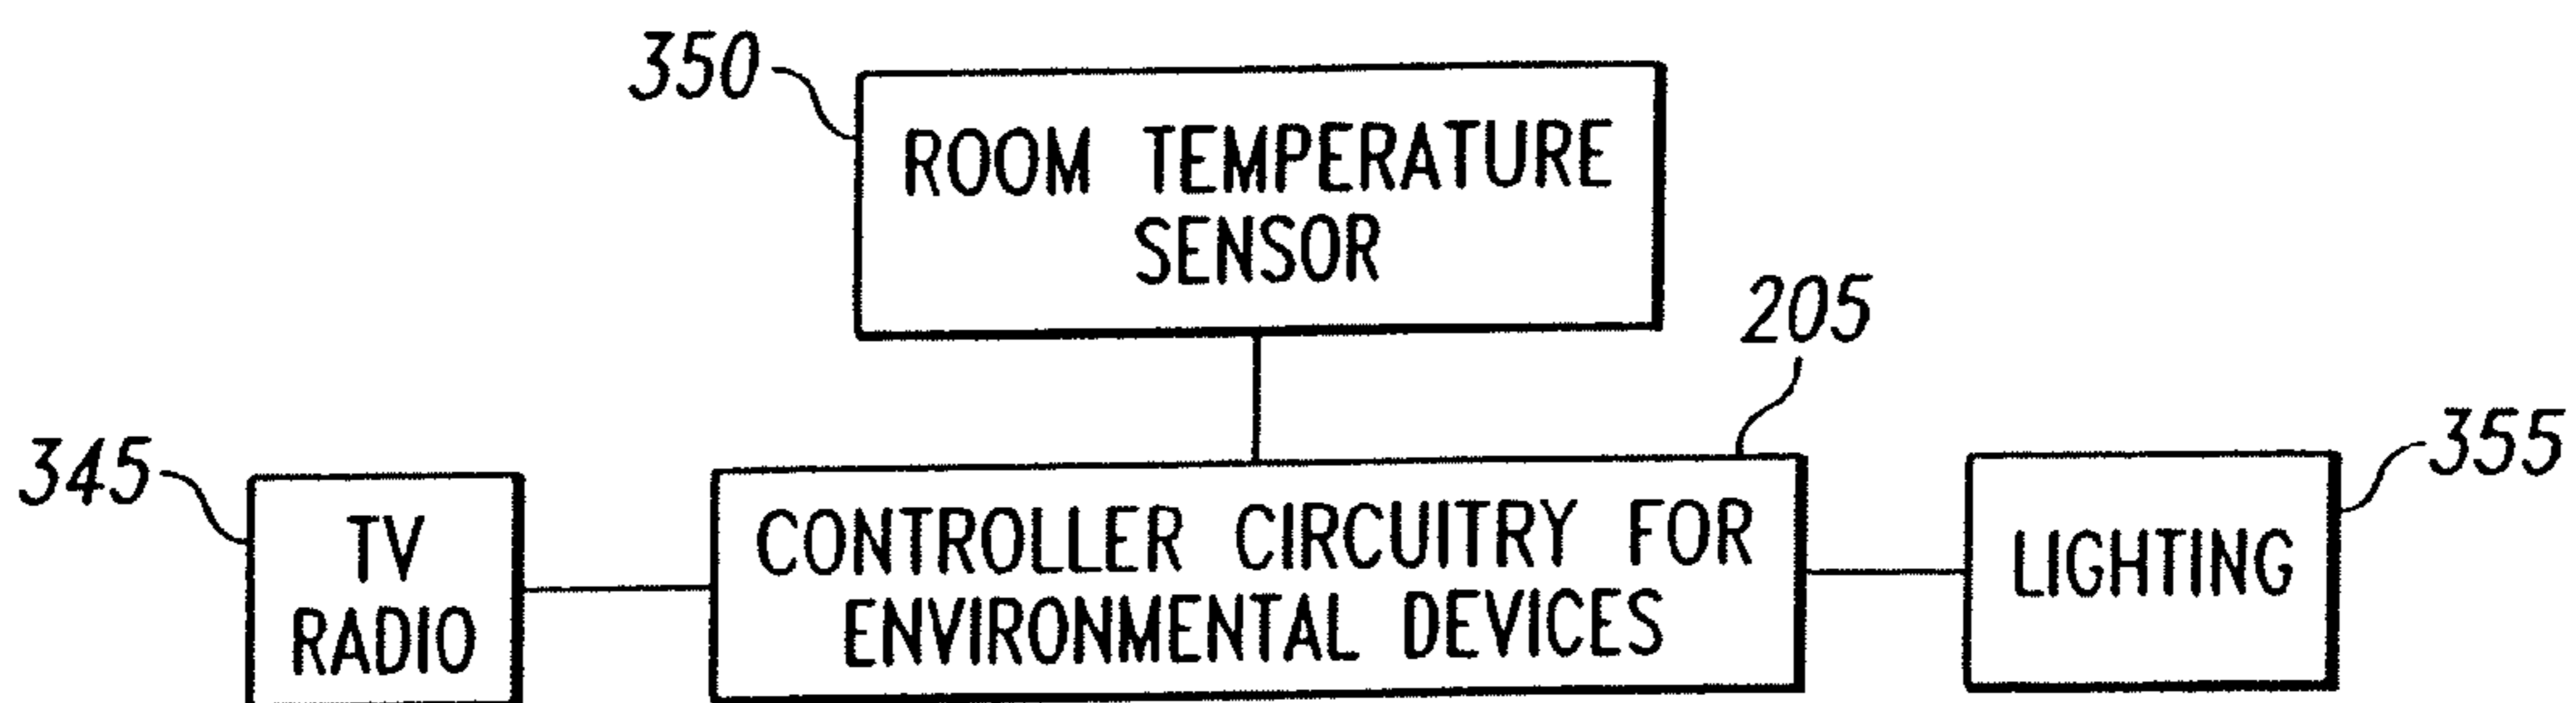 350
ROOM TEMPERATURE
SENSOR
205
345
TV
RADIO
CONTROLLER CIRCUITRY FOR
ENVIRONMENTAL DEVICES
LIGHTING
355